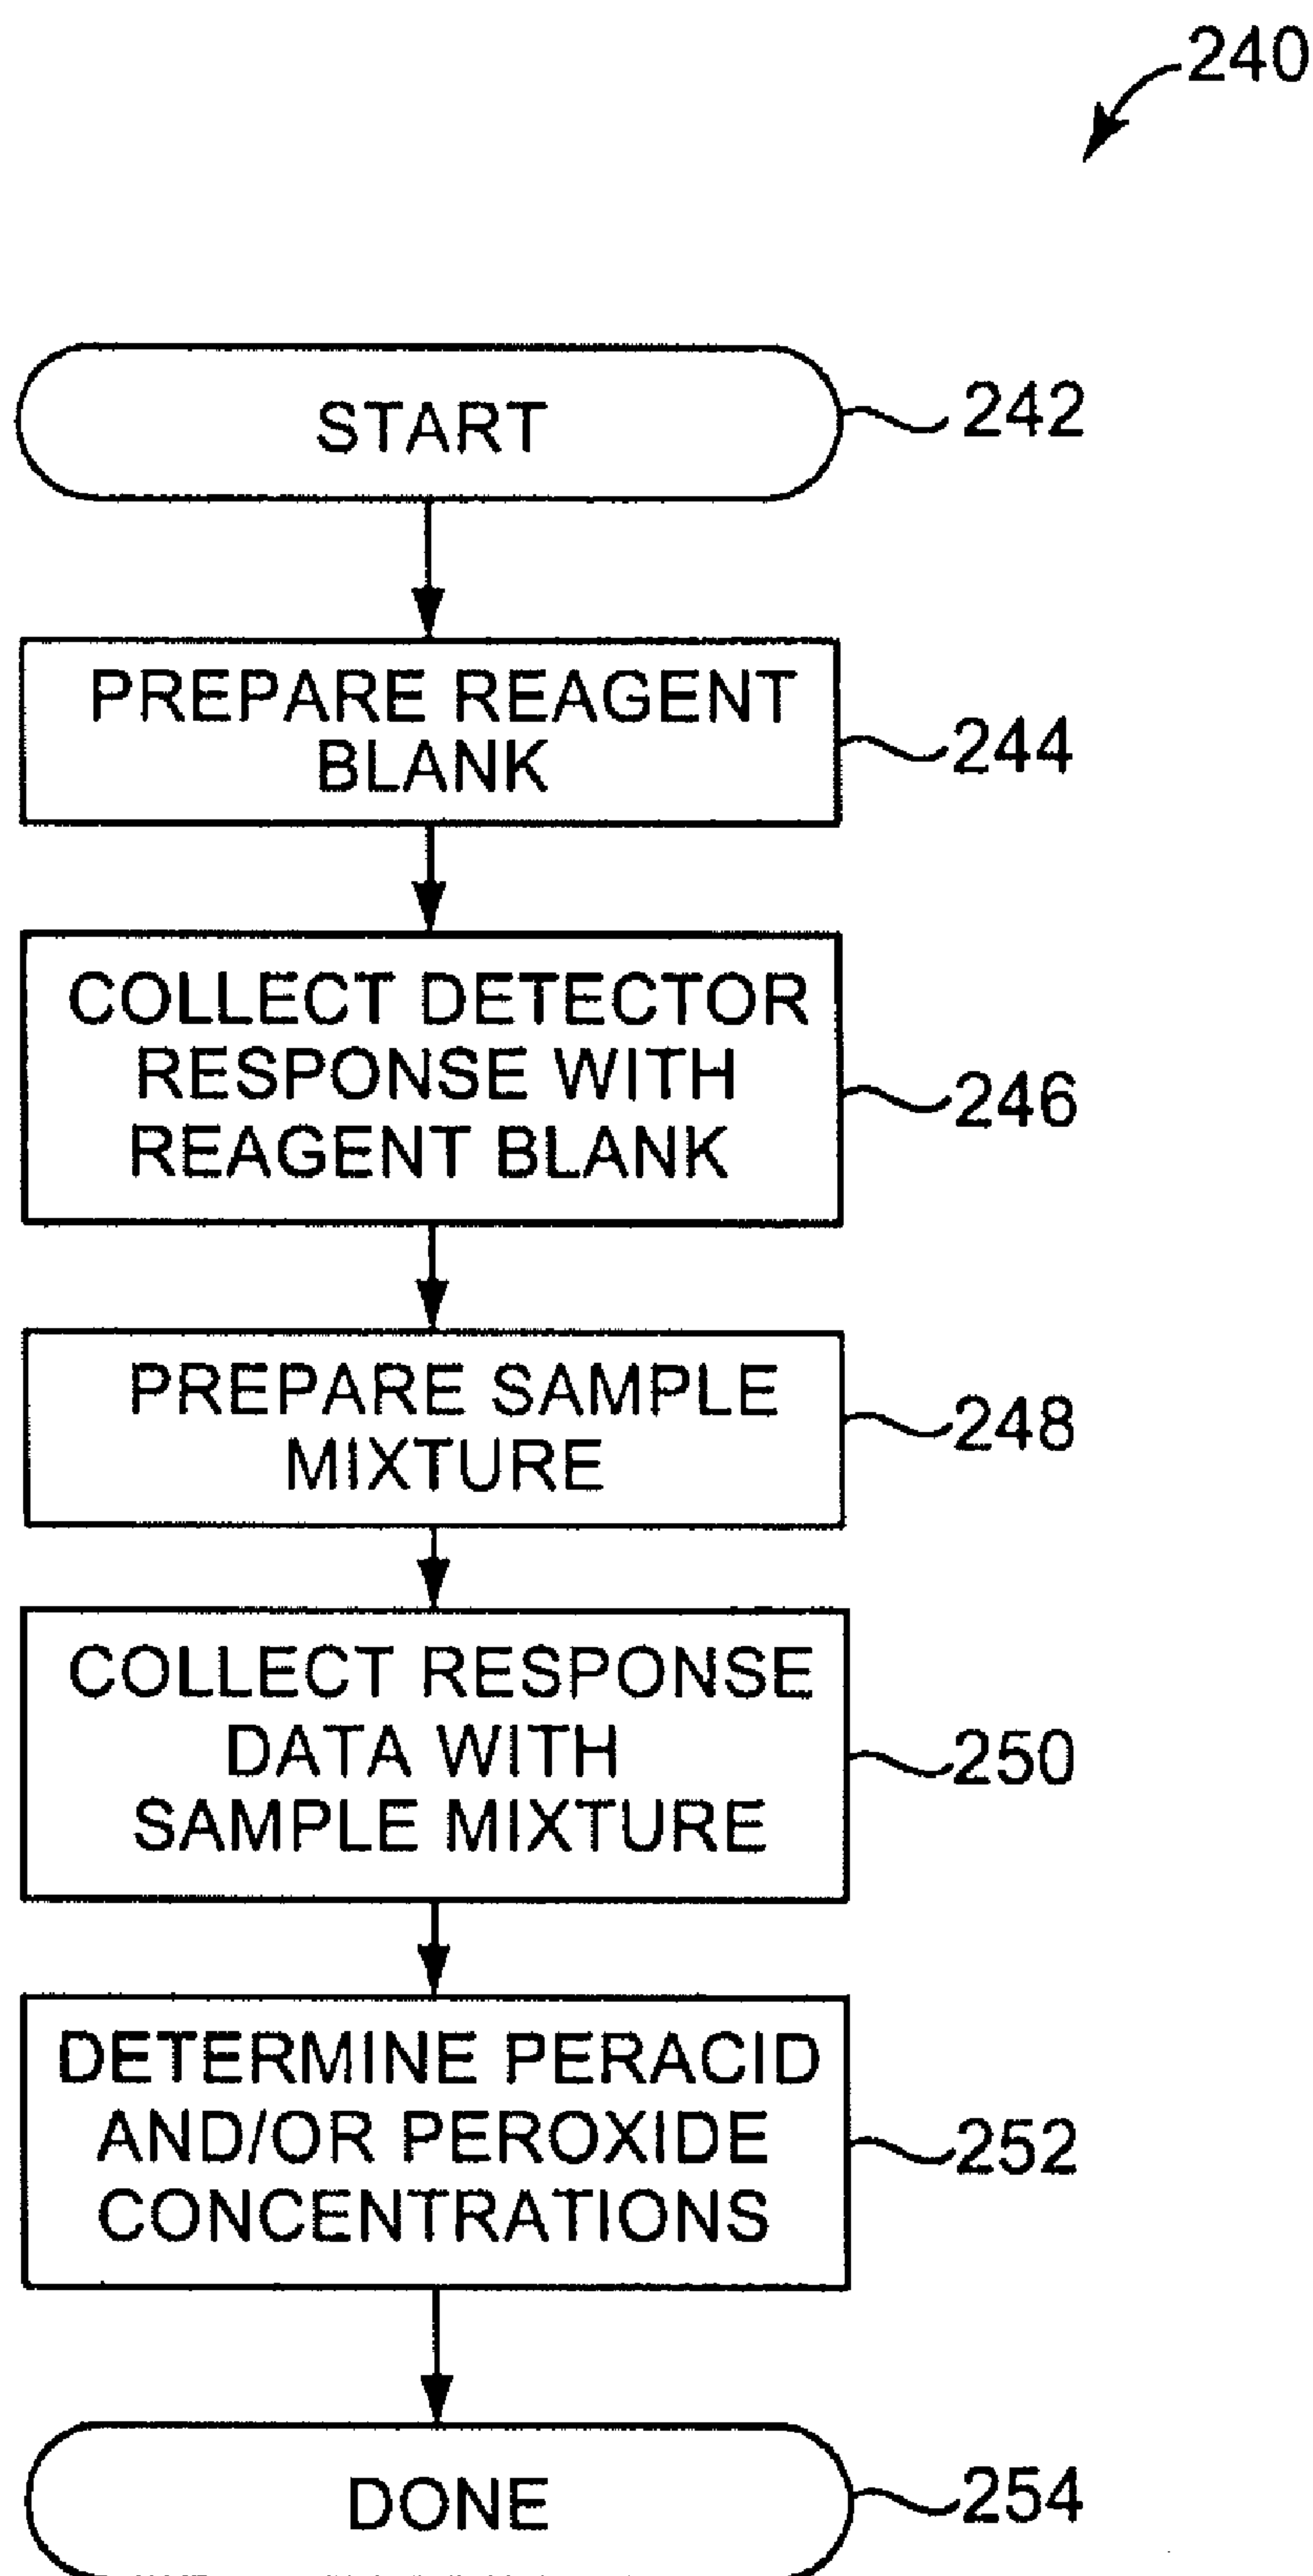 240
START
242
PREPARE REAGENT
BLANK
244
COLLECT DETECTOR
RESPONSE WITH
REAGENT BLANK
246
PREPARE SAMPLE
MIXTURE
248
COLLECT RESPONSE
DATA WITH
SAMPLE MIXTURE
250
DETERMINE PERACID
AND/OR PEROXIDE
CONCENTRATIONS
252
DONE
254